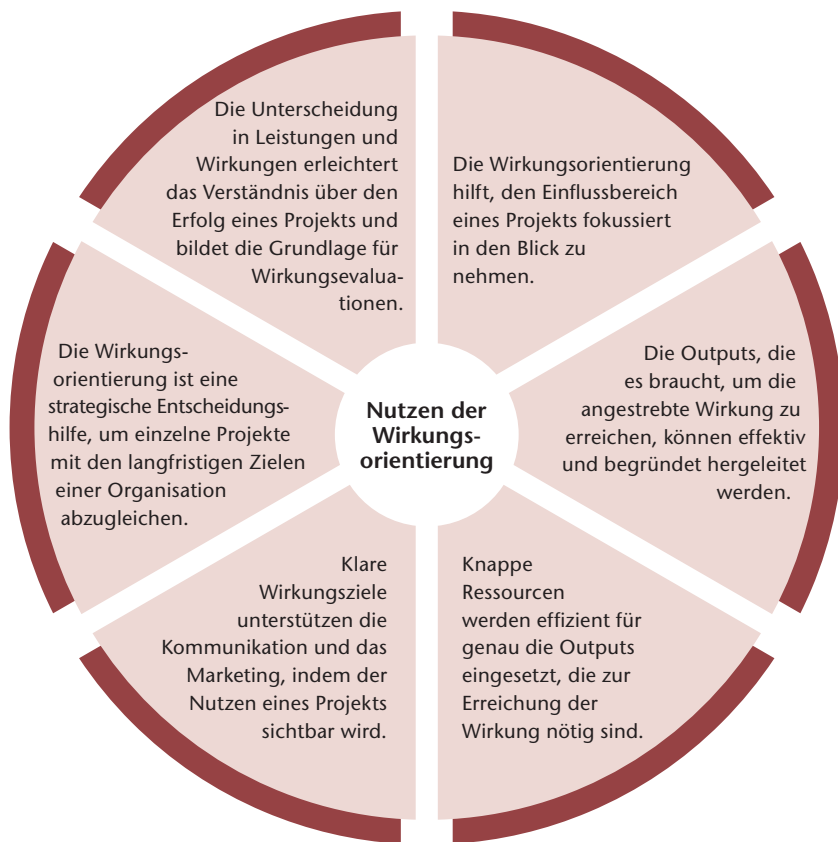 Die Unterscheidung
in Leistungen und
Wirkungen erleichtert
das Verständnis über den
Erfolg eines Projekts und
bildet die Grundlage für
Wirkungsevalua-
tionen.
Die Wirkungsorientierung
hilft, den Einflussbereich
eines Projekts fokussiert
in den Blick zu
nehmen.
Die Wirkungs-
orientierung ist eine
strategische Entscheidungs-
hilfe, um einzelne Projekte
mit den langfristigen Zielen
einer Organisation
abzugleichen.
Nutzen der
Wirkungs-
orientierung
Die Outputs, die
es braucht, um die
angestrebte Wirkung zu
erreichen, können effektiv
und begründet hergeleitet
werden.
Klare
Wirkungsziele
unterstützen die
Kommunikation und das
Marketing, indem der
Nutzen eines Projekts
sichtbar wird.
Knappe
Ressourcen
werden effizient für
genau die Outputs
eingesetzt, die zur
Erreichung der
Wirkung nötig sind.